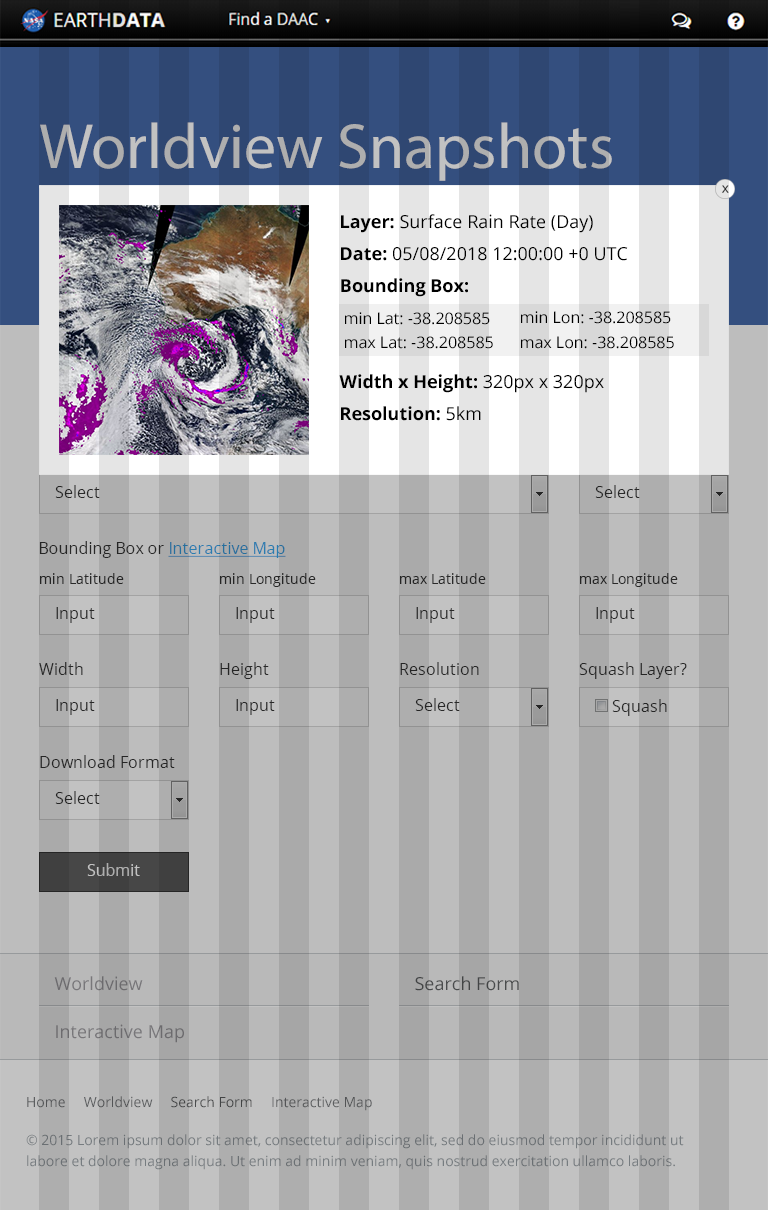 NASA EARTHDATA Find a DAAC
Worldview Snapshots
x
Layer: Surface Rain Rate (Day)
Date: 05/08/2018 12:00:00 +0 UTC
Bounding Box:
min Lat: -38.208585 min Lon: -38.208585
max Lat: -38.208585 max Lon: -38.208585
Width x Height: 320px x 320px
Resolution: 5km
Select Select
Bounding Box or Interactive Map
min Latitude min Longitude max Latitude max Longitude
Input Input Input Input
Width Height Resolution Squash Layer?
Input Input Select Squash
Download Format
Select
Submit
Worldview Search Form
Interactive Map
Home Worldview Search Form Interactive Map
© 2015 Lorem ipsum dolor sit amet, consectetur adipiscing elit, sed do eiusmod tempor incididunt ut
labore et dolore magna aliqua. Ut enim ad minim veniam, quis nostrud exercitation ullamco laboris.